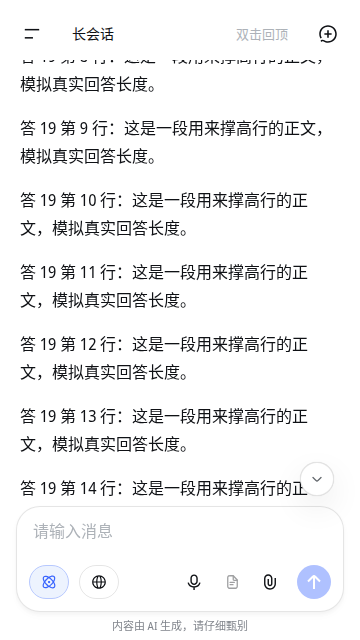 长会话
双击回顶
模拟真实回答长度。
答 19 第 9 行：这是一段用来撑高行的正文，
模拟真实回答长度。
答 19 第 10 行：这是一段用来撑高行的正
文，模拟真实回答长度。
答 19 第 11 行：这是一段用来撑高行的正
文，模拟真实回答长度。
答 19 第 12 行：这是一段用来撑高行的正
文，模拟真实回答长度。
答 19 第 13 行：这是一段用来撑高行的正
文，模拟真实回答长度。
答 19 第 14 行：这是一段用来撑高行的正
请输入消息
内容由 AI 生成，请仔细甄别